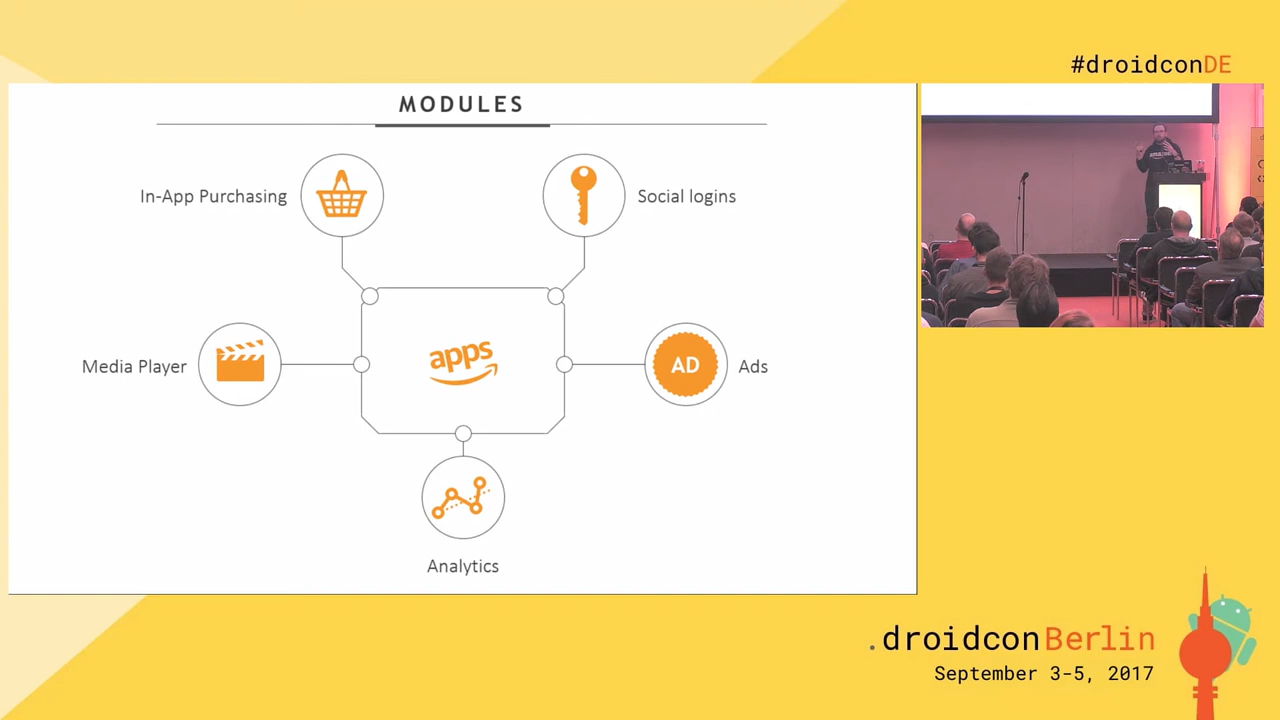 #droidconDE
MODULES
In-App Purchasing
Social logins
Media Player
apps
AD
Ads
Analytics
.droidconBerlin
September 3-5, 2017